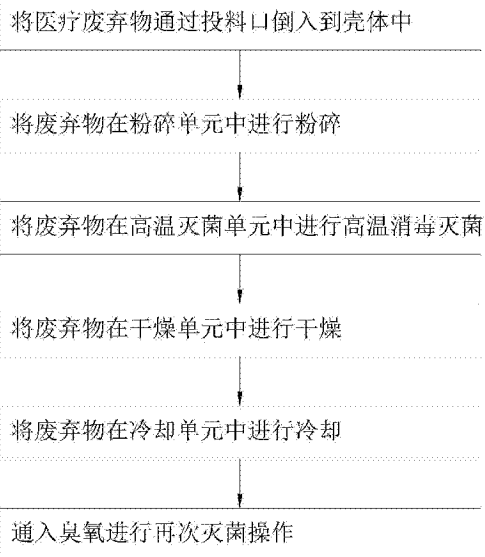 将医疗废弃物通过投料口倒入到壳体中
将废弃物在粉碎单元中进行粉碎
将废弃物在高温灭菌单元中进行高温消毒灭菌
将废弃物在干燥单元中进行干燥
将废弃物在冷却单元中进行冷却
通入臭氧进行再次灭菌操作